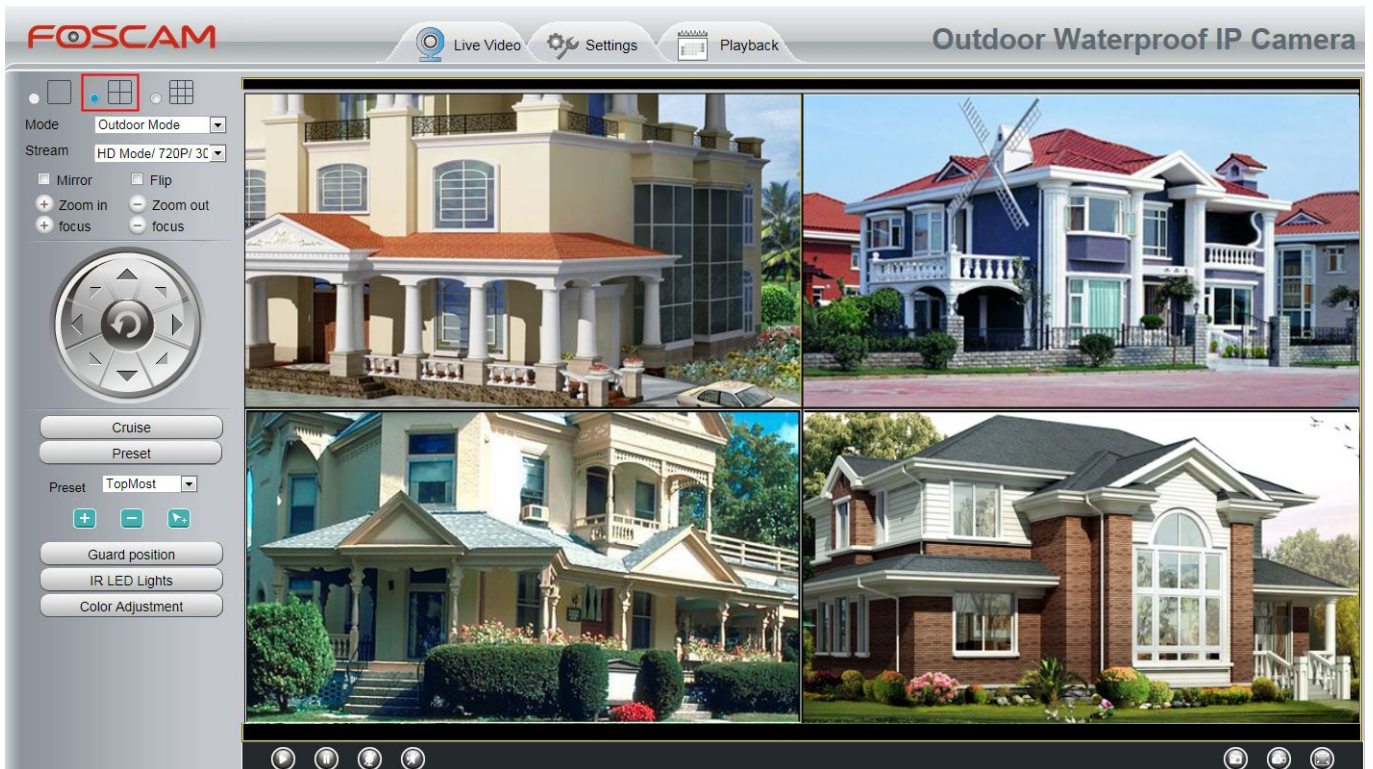 FOSCAM
Live Video
Settings
Playback
Outdoor Waterproof IP Camera
Mode
Outdoor Mode
Stream
HD Mode/ 720P/ 30
Mirror
Flip
Zoom in
Zoom out
focus
focus
Cruise
Preset
Preset
TopMost
Guard position
IR LED Lights
Color Adjustment